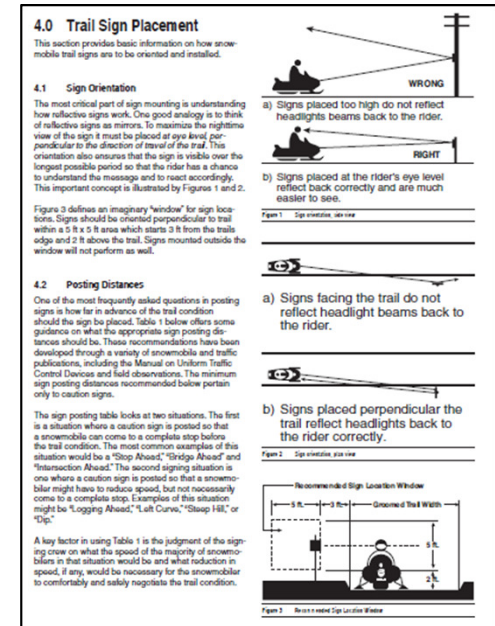 4.0 Trail Sign Placement
This section provides basic information on how snow-
mobile trail signs are to be oriented and installed.
4.1 Sign Orientation
The most critical part of sign mounting is understanding
how reflective signs work. One good analogy is to think
of reflective signs as mirrors. To maximize the nighttime
view of the sign it must be placed at eye level, per-
pendicular to the direction of travel of the trail. This
orientation also ensures that the sign is visible over the
longest possible period so that the rider has a chance
to understand the message and to react accordingly.
This important concept is illustrated by Figures 1 and 2.
Figure 3 defines an imaginary "window" for sign loca-
tions. Signs should be oriented perpendicular to trail
within a 5 ft x 5 ft area which starts 3 ft from the trails
edge and 2 ft above the trail. Signs mounted outside the
window will not perform as well.
4.2 Posting Distances
One of the most frequently asked questions in posting
signs is how far in advance of the trail condition
should the sign be placed. Table 1 below offers some
guidance on what the appropriate sign posting dis-
tances should be. These recommendations have been
developed through a variety of snowmobile and traffic
publications, including the Manual on Uniform Traffic
Control Devices and field observations. The minimum
sign posting distances recommended below pertain
only to caution signs.
The sign posting table looks at two situations. The first
is a situation where a caution sign is posted so that
a snowmobile can come to a complete stop before
the trail condition. The most common examples of this
situation would be a "Stop Ahead," "Bridge Ahead" and
"Intersection Ahead." The second signing situation is
one where a caution sign is posted so that a snowmo-
biler might have to reduce speed, but not necessarily
come to a complete stop. Examples of this situation
might be "Logging Ahead," "Left Curve," "Steep Hill," or
"Dip."
A key factor in using Table 1 is the judgment of the sign-
ing crew on what the speed of the majority of snowmo-
bilers in that situation would be and what reduction in
speed, if any, would be necessary for the snowmobiler
to comfortably and safely negotiate the trail condition.
WRONG
a) Signs placed too high do not reflect
headlights beams back to the rider.
RIGHT
b) Signs placed at the rider's eye level
reflect back correctly and are much
easier to see.
Figure 1 Sign orientation, side view
a) Signs facing the trail do not
reflect headlight beams back to
the rider.
b) Signs placed perpendicular the
trail reflect headlights back to
the rider correctly.
Figure 2 Sign orientation, plan view
Recommended Sign Location Window
5 ft. 3 ft. Groomed Trail Width
5 ft.
2 ft.
Figure 3 Recommended Sign Location Window